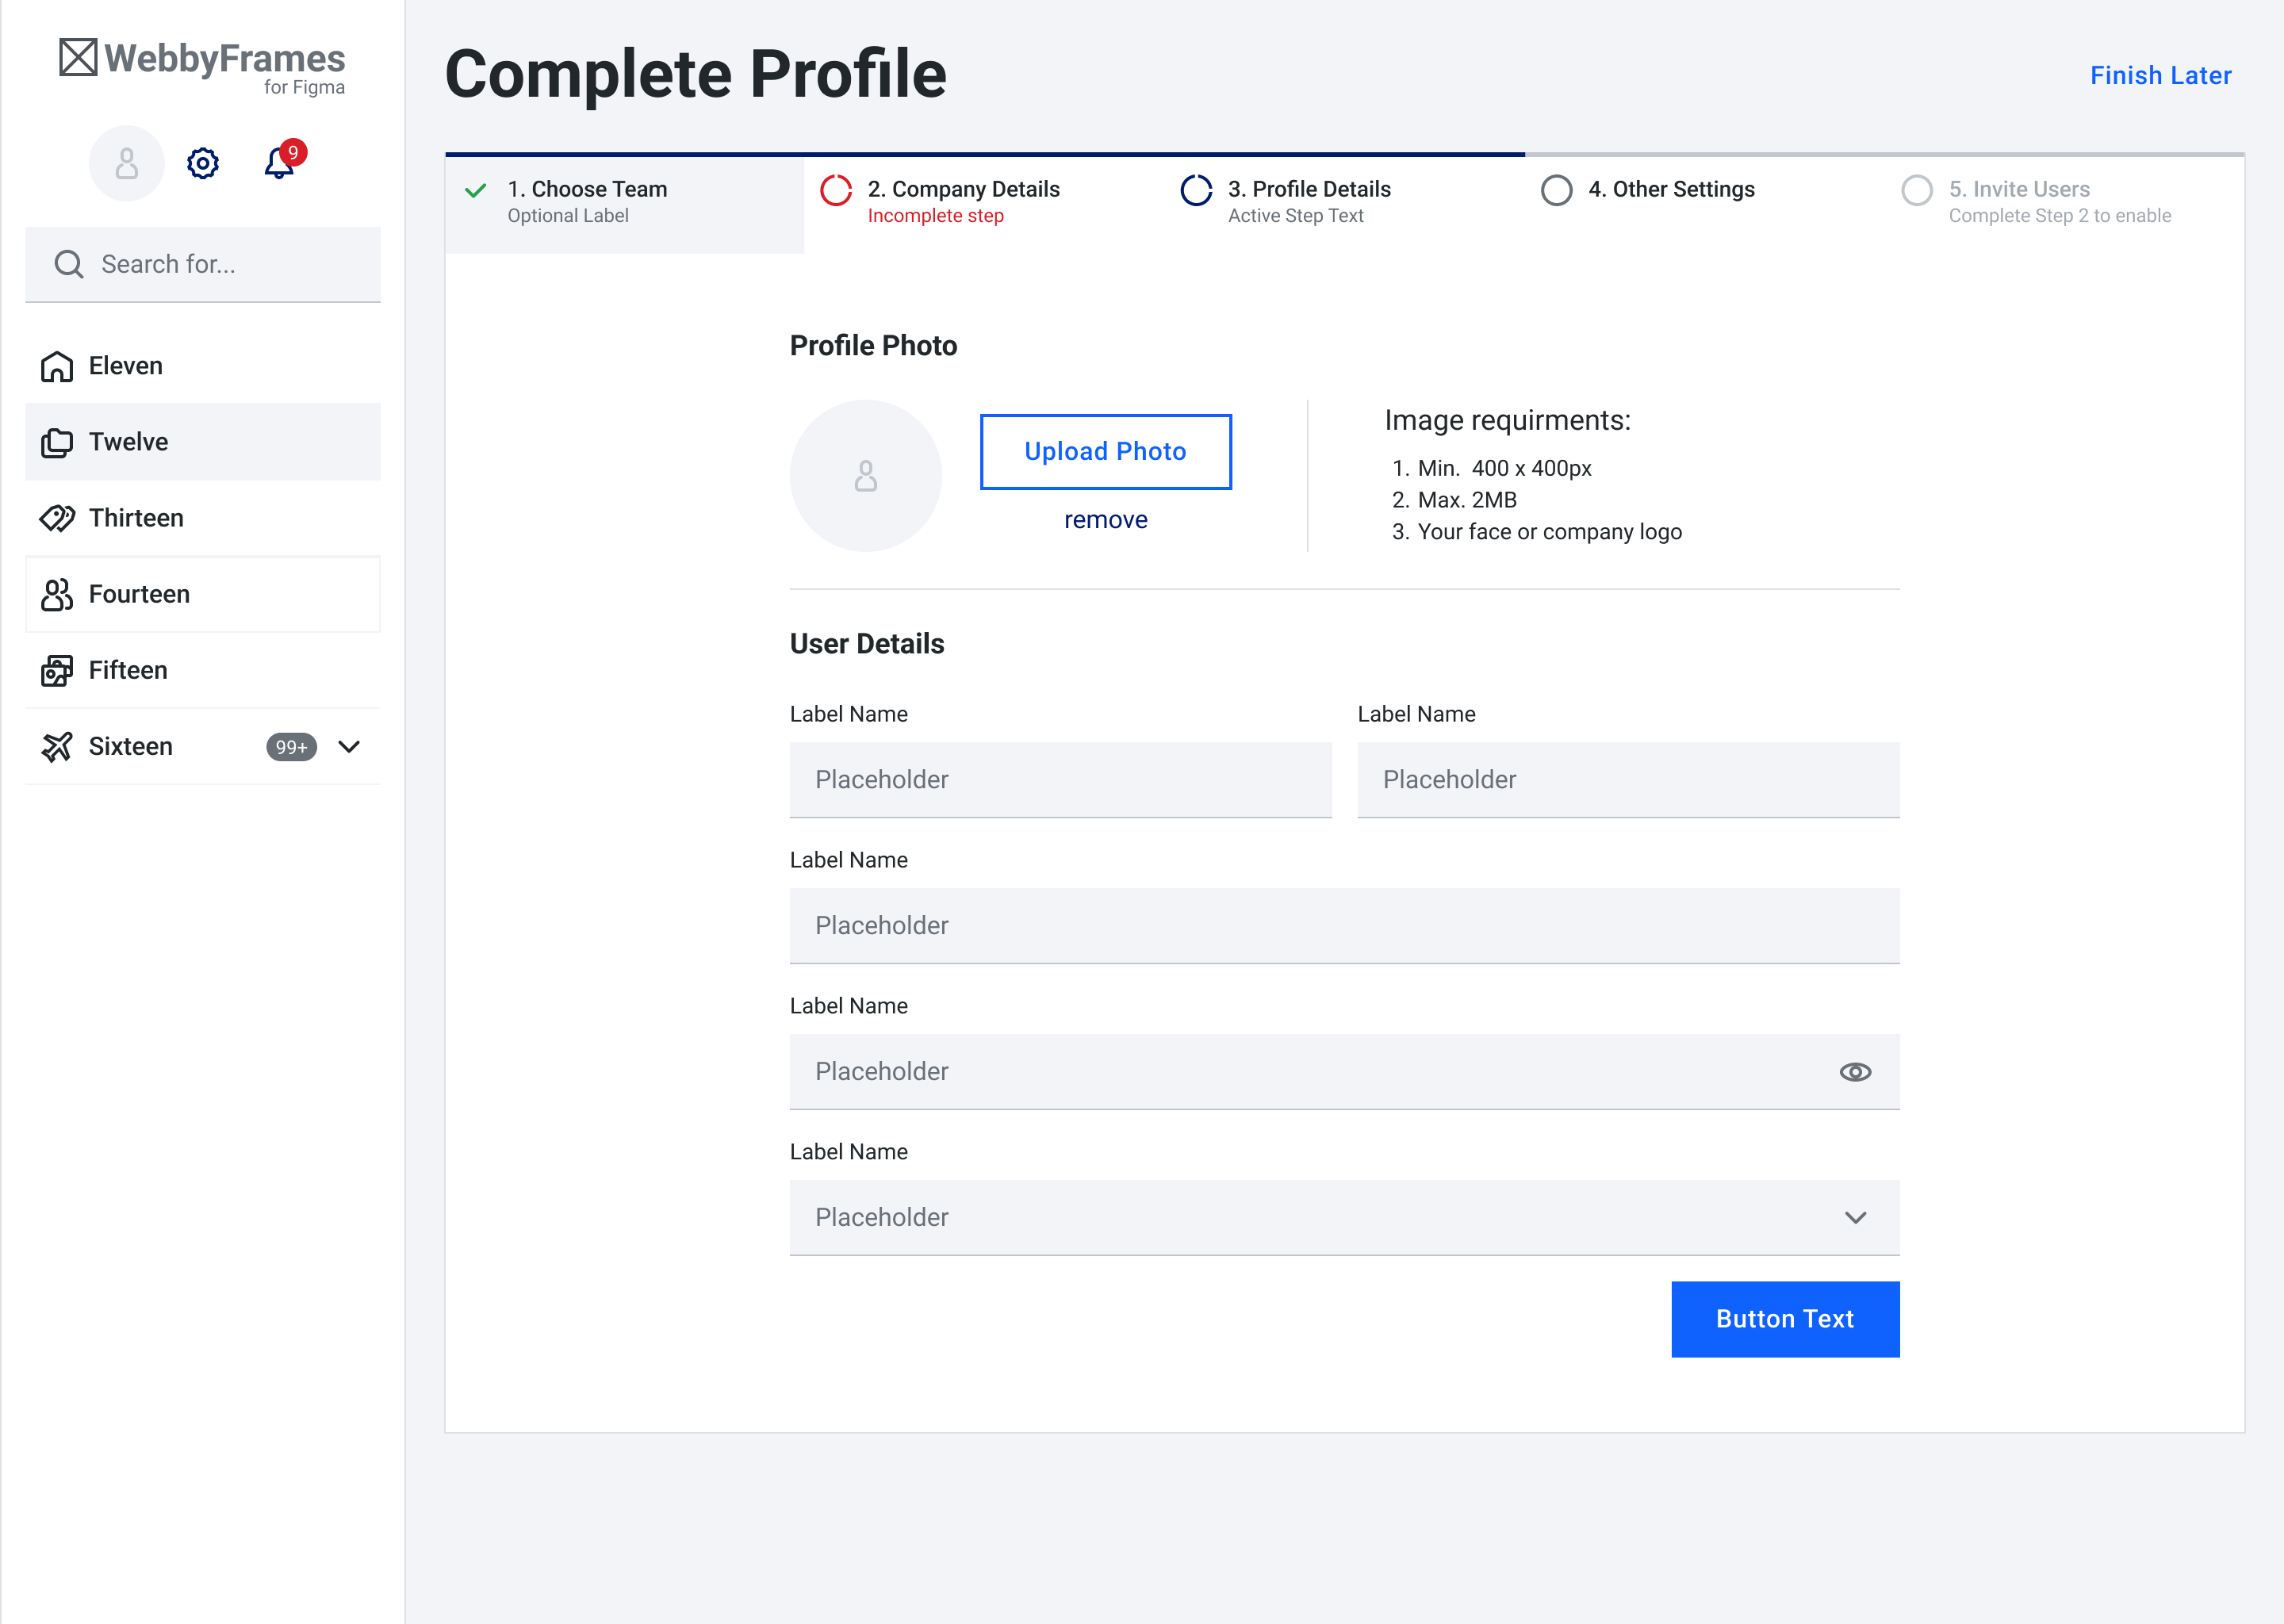 WebbyFrames
for Figma
9
Search for...
Eleven
Twelve
Thirteen
Fourteen
Fifteen
Sixteen 99+
Complete Profile
Finish Later
1. Choose Team
Optional Label
2. Company Details
Incomplete step
3. Profile Details
Active Step Text
4. Other Settings
5. Invite Users
Complete Step 2 to enable
Profile Photo
Upload Photo
remove
Image requirments:
1. Min. 400 x 400px
2. Max. 2MB
3. Your face or company logo
User Details
Label Name
Placeholder
Label Name
Placeholder
Label Name
Placeholder
Label Name
Placeholder
Label Name
Placeholder
Button Text